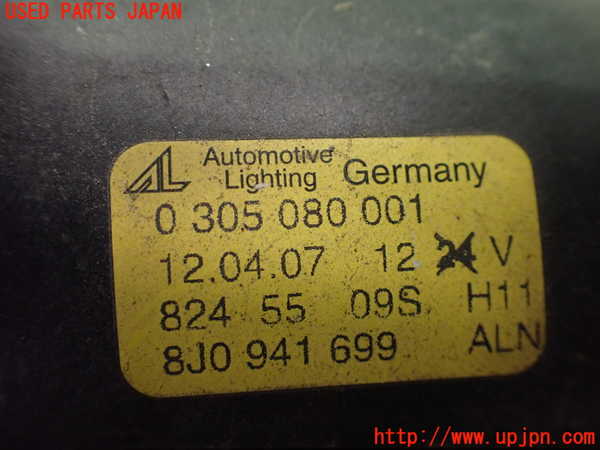 USED PARTS JAPAN
AL Automotive Lighting Germany
0 305 080 001
12.04.07 12 24 V
824 55 09S H11
8J0 941 699 ALN
http://www.upjpn.com